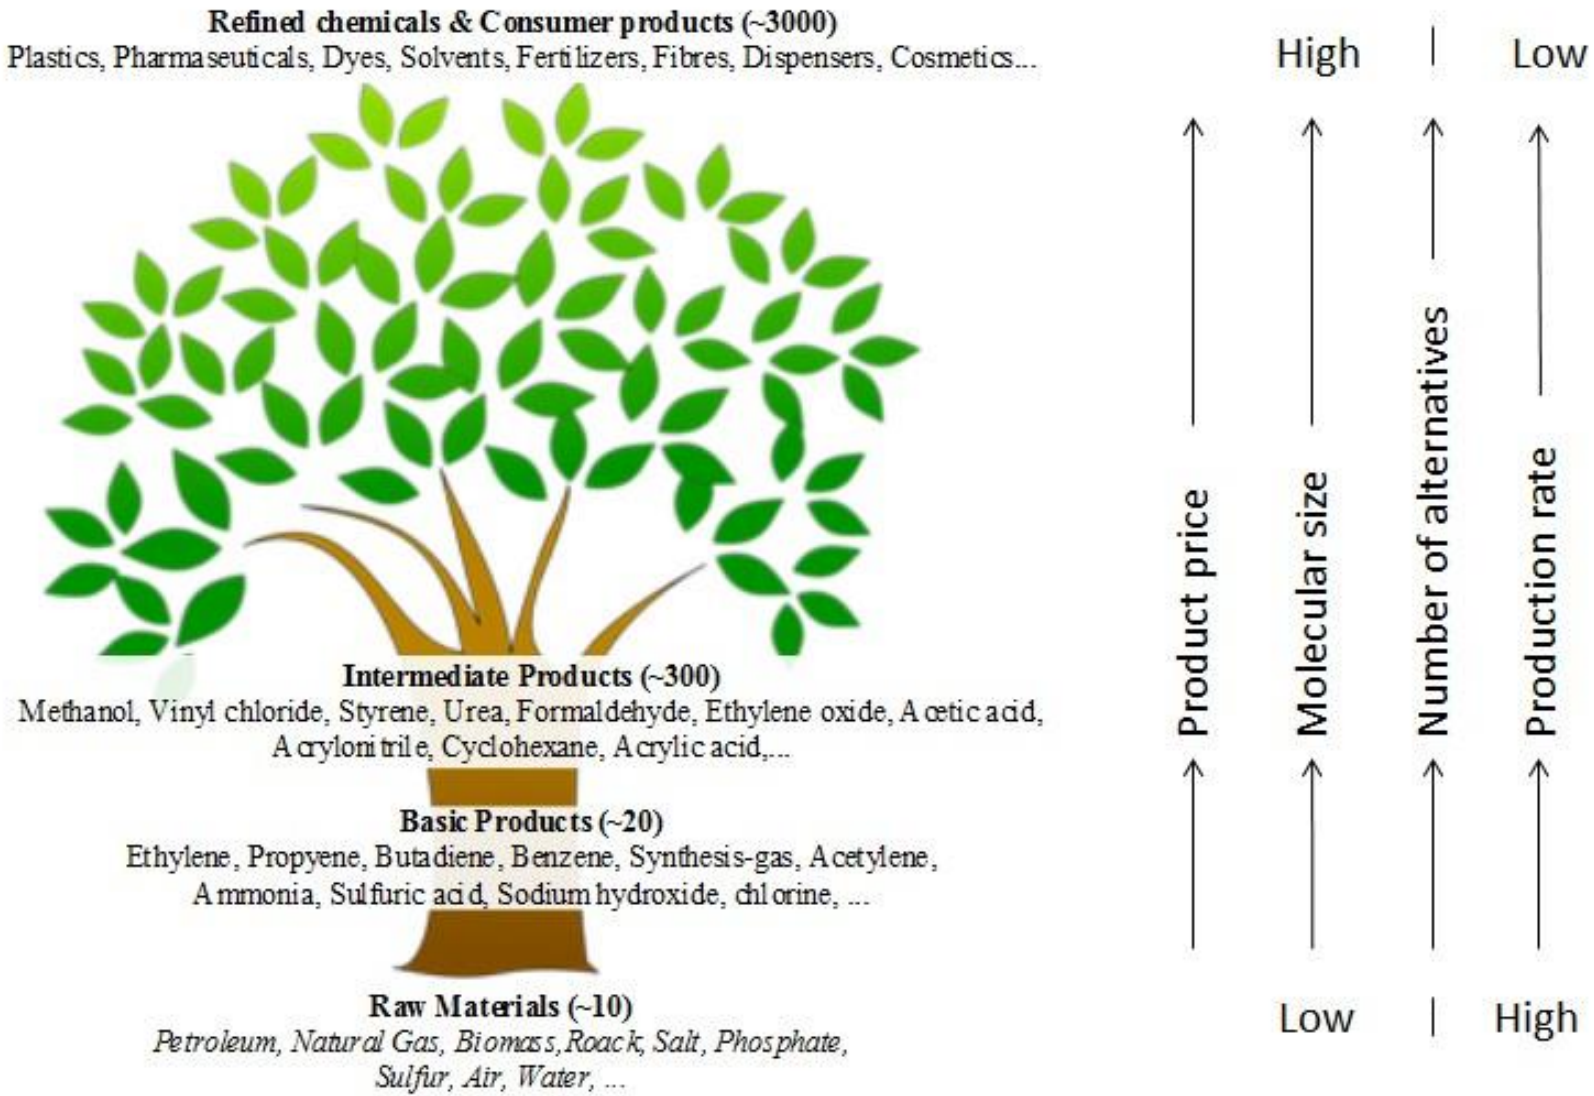 Refined chemicals & Consumer products (~3000)
Plastics, Pharmaceuticals, Dyes, Solvents, Fertilizers, Fibres, Dispensers, Cosmetics...
Intermediate Products (~300)
Methanol, Vinyl chloride, Styrene, Urea, Formaldehyde, Ethylene oxide, Acetic acid,
Acrylonitrile, Cyclohexane, Acrylic acid,...
Basic Products (~20)
Ethylene, Propyene, Butadiene, Benzene, Synthesis-gas, Acetylene,
Ammonia, Sulfuric acid, Sodium hydroxide, chlorine, ...
Raw Materials (~10)
Petroleum, Natural Gas, Biomass, Roack, Salt, Phosphate,
Sulfur, Air, Water, ...
High | Low
Product price
Molecular size
Number of alternatives
Production rate
Low | High